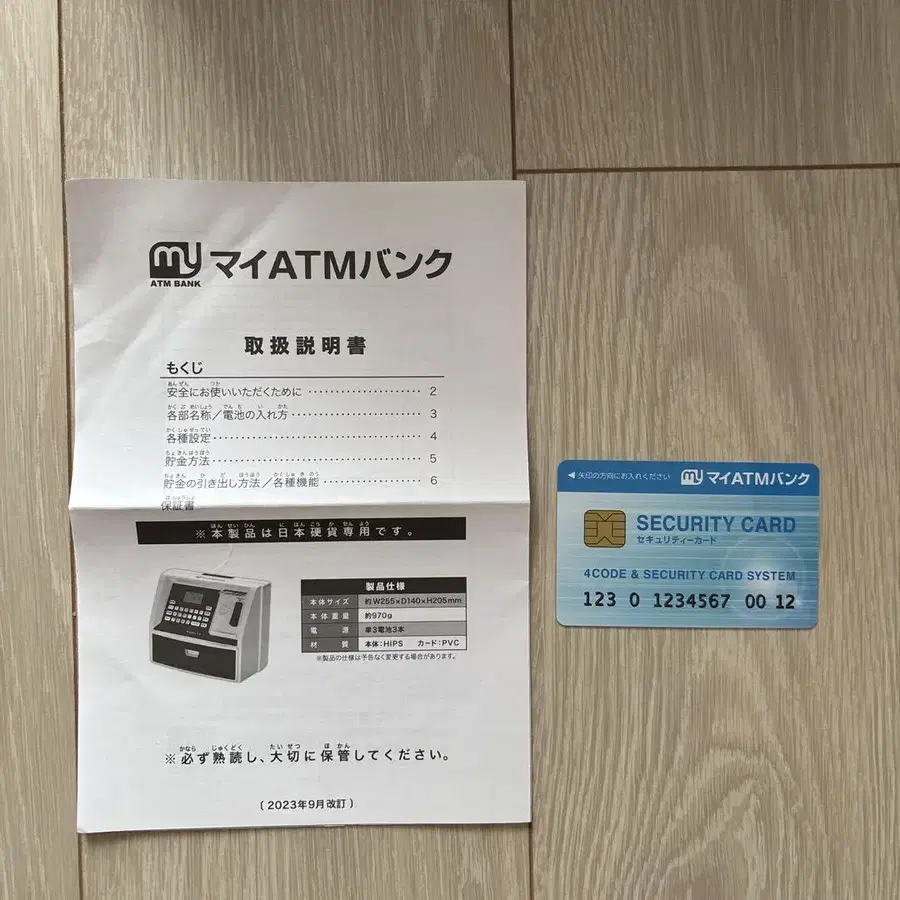 my マイATMバンク
ATM BANK
取扱説明書
もくじ
安全にお使いいただくために 2
各部名称/電池の入れ方 3
各種設定 4
貯金方法 5
貯金の引き出し方法/各種機能 6
保証書
※本製品は日本硬貨専用です。
製品仕様
本体サイズ 約W255×D140×H205mm
本体重量 約970g
電源 単3電池3本
材質 本体:HIPS カード:PVC
※製品の仕様は予告なく変更する場合があります。
※必ず熟読し、大切に保管してください。
(2023年9月改訂)
◀矢印の方向にお入れください my マイATMバンク
SECURITY CARD
セキュリティーカード
4CODE & SECURITY CARD SYSTEM
123 0 1234567 00 12